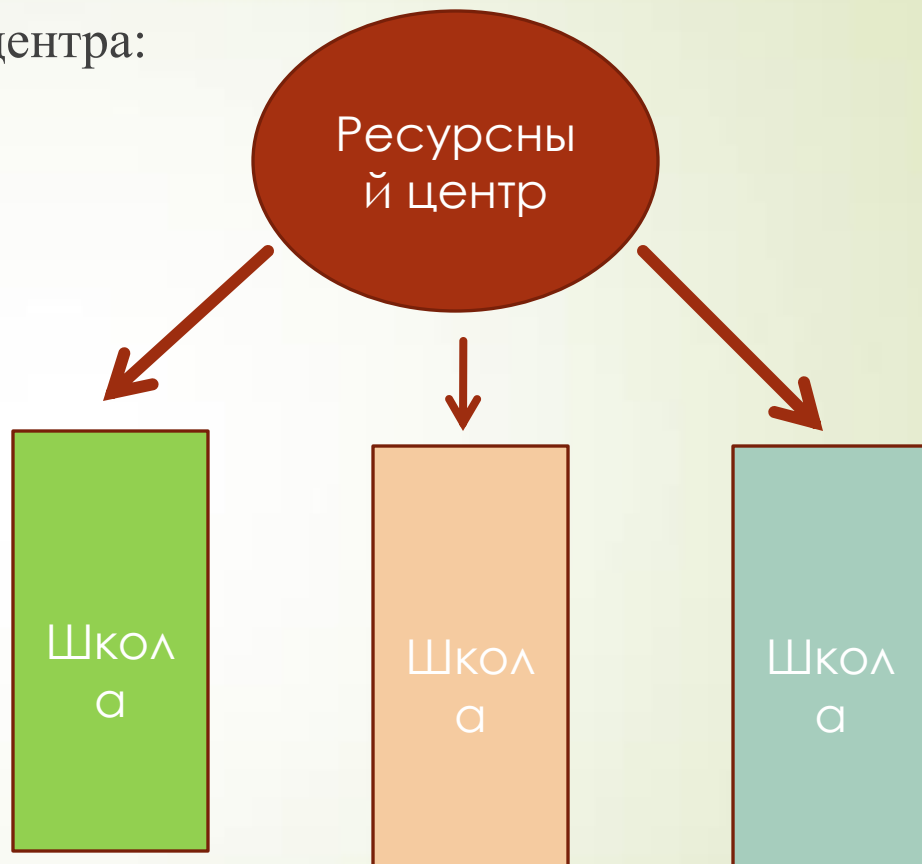 центра:
Ресурсны
й центр
Школ
а
Школ
а
Школ
а